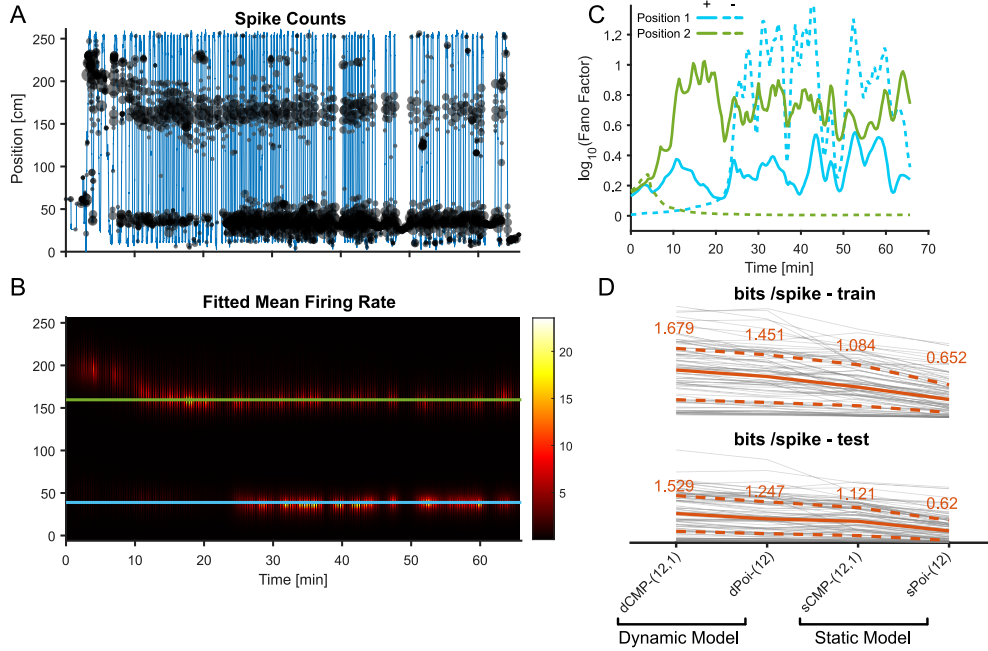 A
Spike Counts
Position [cm]
250
200
150
100
50
0
B
Fitted Mean Firing Rate
250
200
150
100
50
0
0 10 20 30 40 50 60
Time [min]
20
15
10
5
C
+ -
Position 1
Position 2
log10(Fano Factor)
1.2
1.0
0.8
0.6
0.4
0.2
0
0 10 20 30 40 50 60 70
Time [min]
D
bits /spike - train
1.679
1.451
1.084
0.652
bits /spike - test
1.529
1.247
1.121
0.62
dCMP-(12,1)
dPoi-(12)
sCMP-(12,1)
sPoi-(12)
Dynamic Model
Static Model